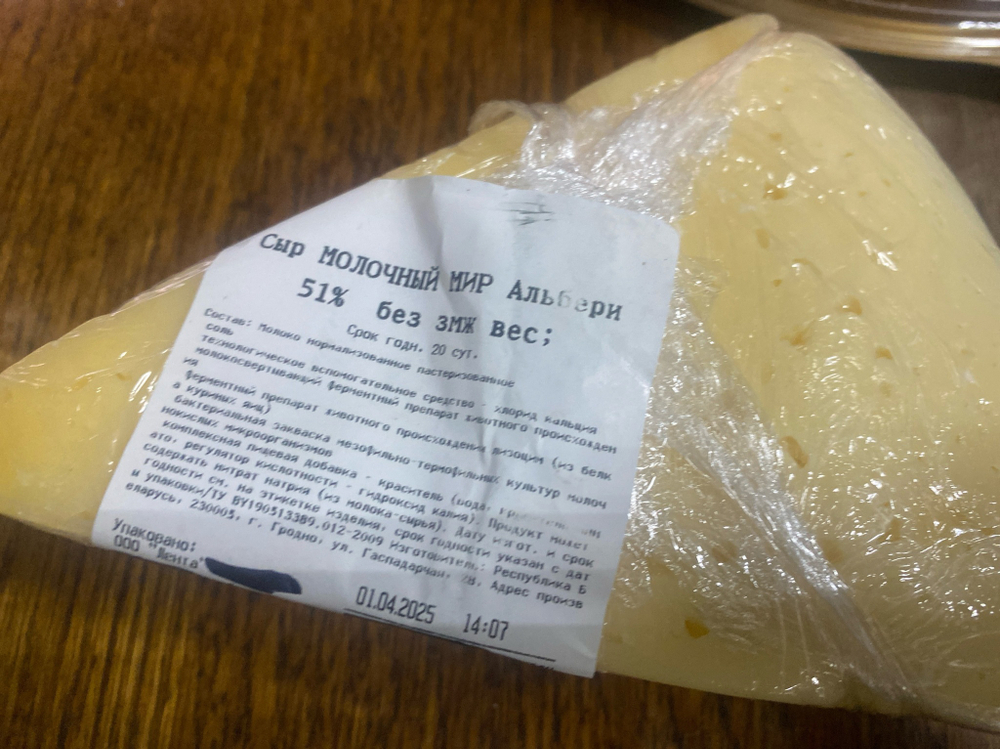 Сыр МОЛОЧНЫЙ МИР Альбери
51% без ЗМЖ вес;
Срок годн. 20 сут.
Состав: Молоко нормализованное пастеризованное
соль
технологическое вспомогательное средство - хлорид кальция
молокосвертывающий ферментный препарат животного происхожден
ия
ферментный препарат животного происхождени лизоцим (из белк
а куриных яиц)
бактериальная закваска мезофильно-термофильных культур молоч
нокислых микроорганизмов
комплексная пищевая добавка - краситель (вода,
ато, регулятор кислотности - гидроксид калия). Продукт может
содержать нитрат натрия (из молока-сырья). Дату изгот. и срок
годности см. на этикетке изделия, срок годности указан с дат
ы упаковки/ТУ BY190513389.012-2009 Изготовитель: Республика Б
еларусь, 230005, г. Гродно, ул. Гаспадарчая, 28, Адрес произв
Упаковано:
ООО "Лента"
01.04.2025 14:07